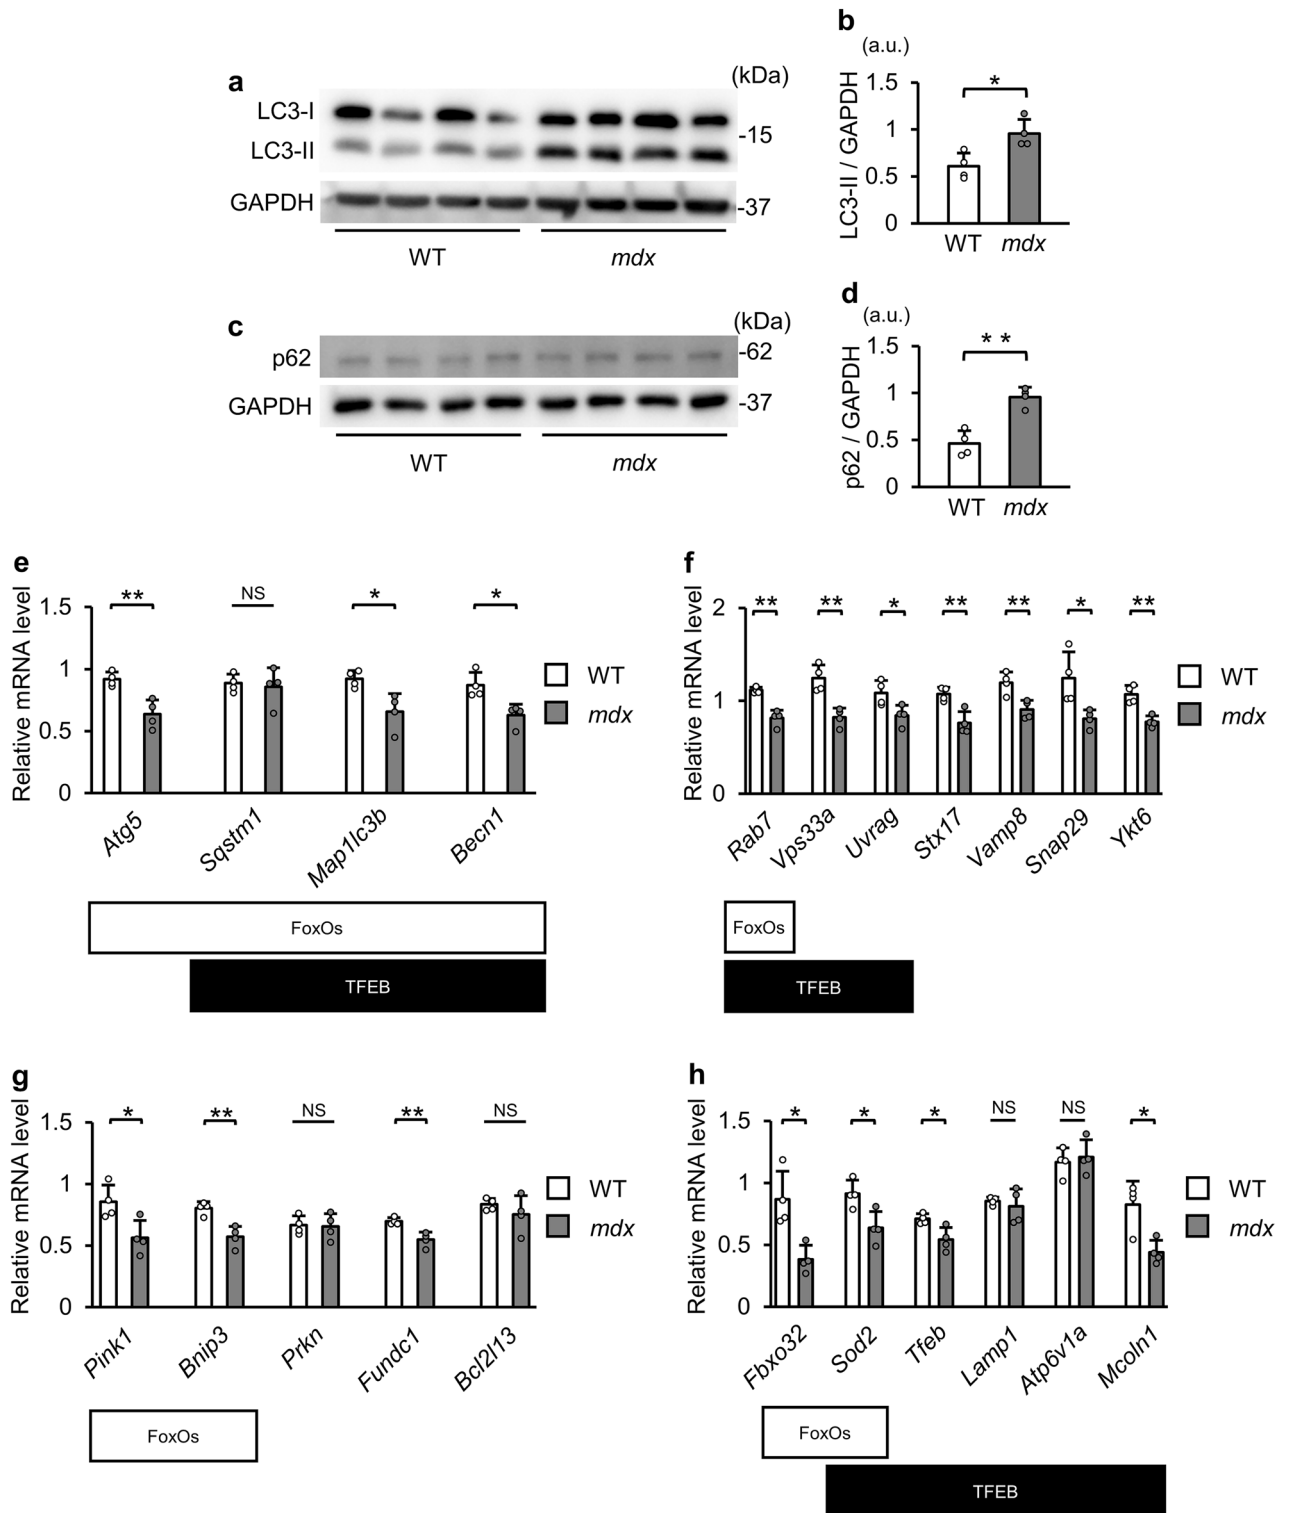 a
(kDa)
LC3-I
-15
LC3-II
GAPDH
-37
WT
mdx
b
(a.u.)
LC3-II / GAPDH
1.5
1
0.5
0
*
WT
mdx
c
(kDa)
p62
-62
GAPDH
-37
WT
mdx
d
(a.u.)
p62 / GAPDH
1.5
1
0.5
0
* *
WT
mdx
e
Relative mRNA level
1.5
1
0.5
0
**
NS
*
*
WT
mdx
Atg5
Sqstm1
Map1lc3b
Becn1
FoxOs
TFEB
f
Relative mRNA level
2
1
0
**
**
*
**
**
*
**
WT
mdx
Rab7
Vps33a
Uvrag
Stx17
Vamp8
Snap29
Ykt6
FoxOs
TFEB
g
Relative mRNA level
1.5
1
0.5
0
*
**
NS
**
NS
WT
mdx
Pink1
Bnip3
Prkn
Fundc1
Bcl2l13
FoxOs
h
Relative mRNA level
1.5
1
0.5
0
*
*
*
NS
NS
*
WT
mdx
Fbxo32
Sod2
Tfeb
Lamp1
Atp6v1a
Mcoln1
FoxOs
TFEB